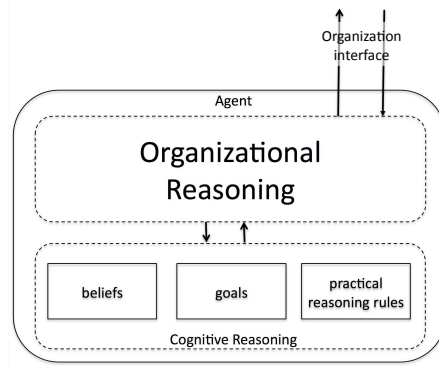 Organization
interface
Agent
Organizational
Reasoning
beliefs
goals
practical
reasoning rules
Cognitive Reasoning